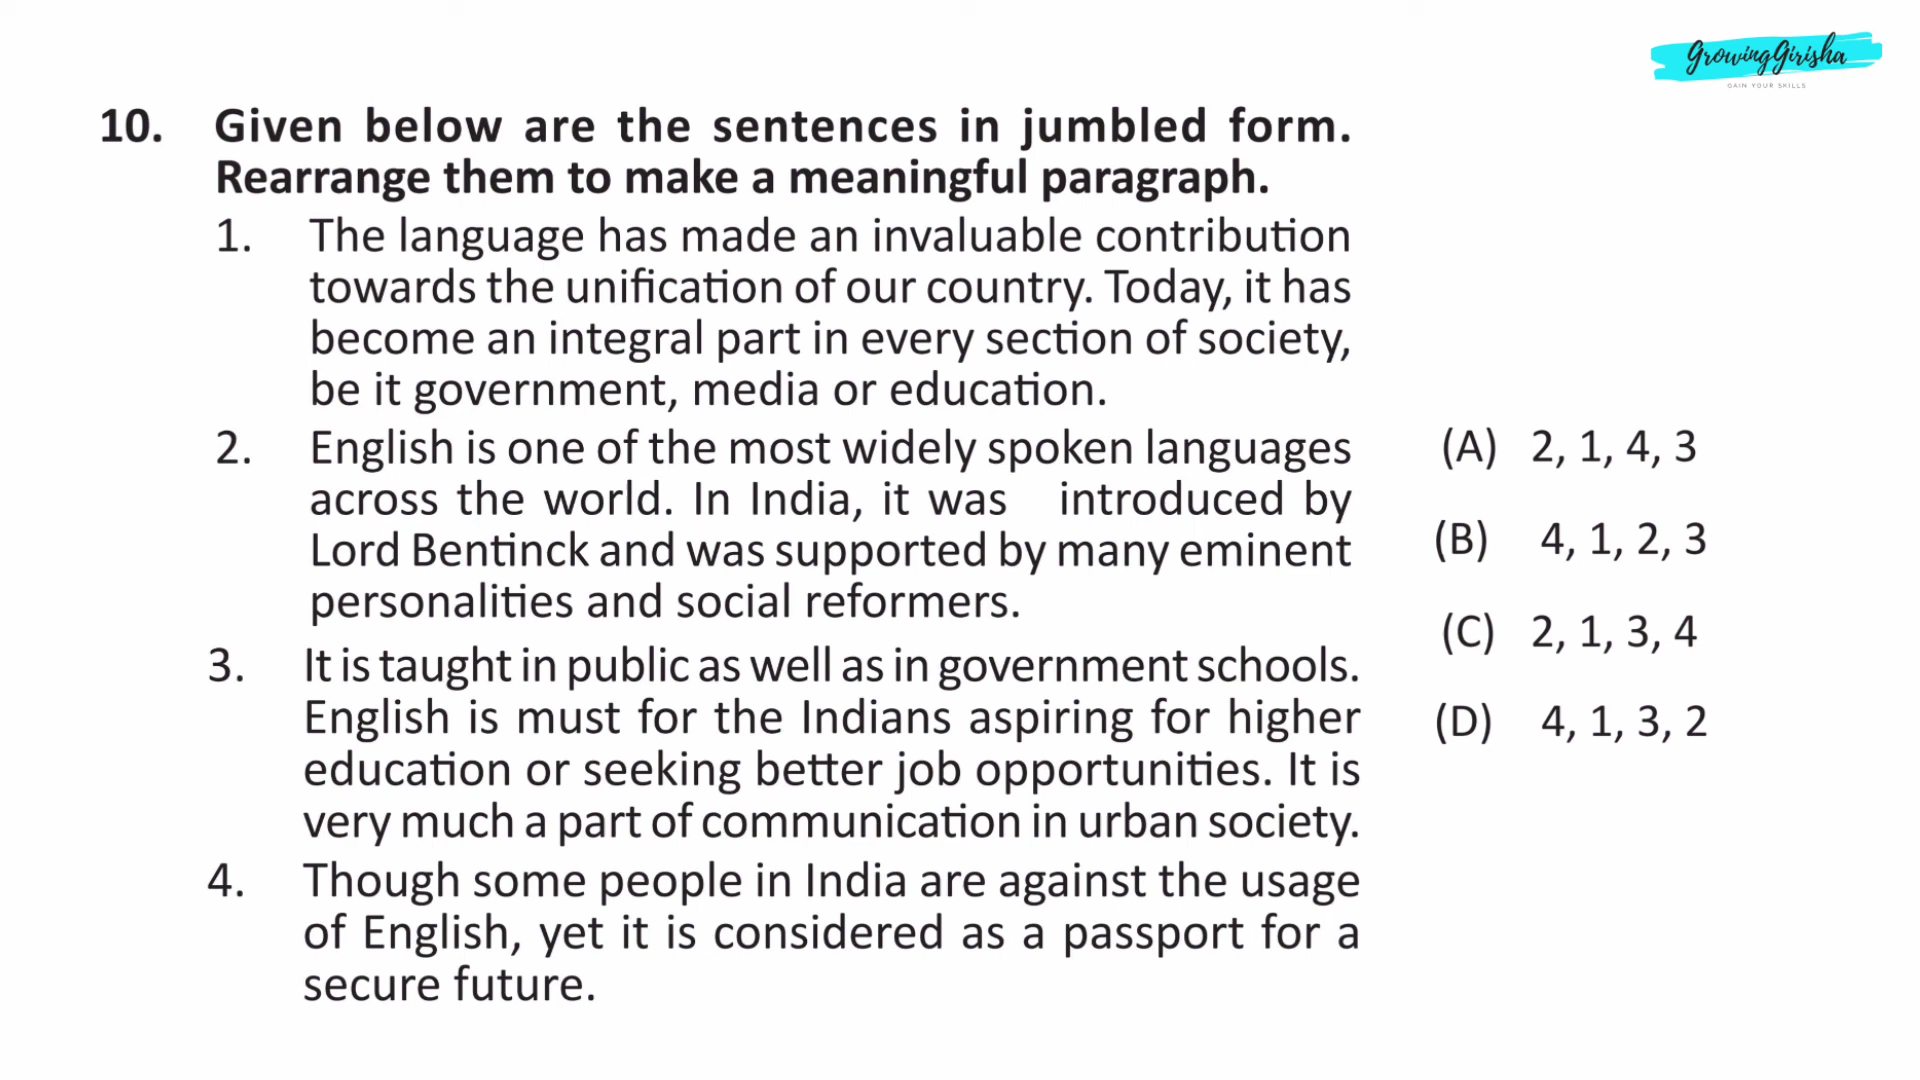 GrowingGirisha
GAIN YOUR SKILLS
10. Given below are the sentences in jumbled form.
Rearrange them to make a meaningful paragraph.
1. The language has made an invaluable contribution
towards the unification of our country. Today, it has
become an integral part in every section of society,
be it government, media or education.
2. English is one of the most widely spoken languages
across the world. In India, it was introduced by
Lord Bentinck and was supported by many eminent
personalities and social reformers.
3. It is taught in public as well as in government schools.
English is must for the Indians aspiring for higher
education or seeking better job opportunities. It is
very much a part of communication in urban society.
4. Though some people in India are against the usage
of English, yet it is considered as a passport for a
secure future.
(A) 2, 1, 4, 3
(B) 4, 1, 2, 3
(C) 2, 1, 3, 4
(D) 4, 1, 3, 2